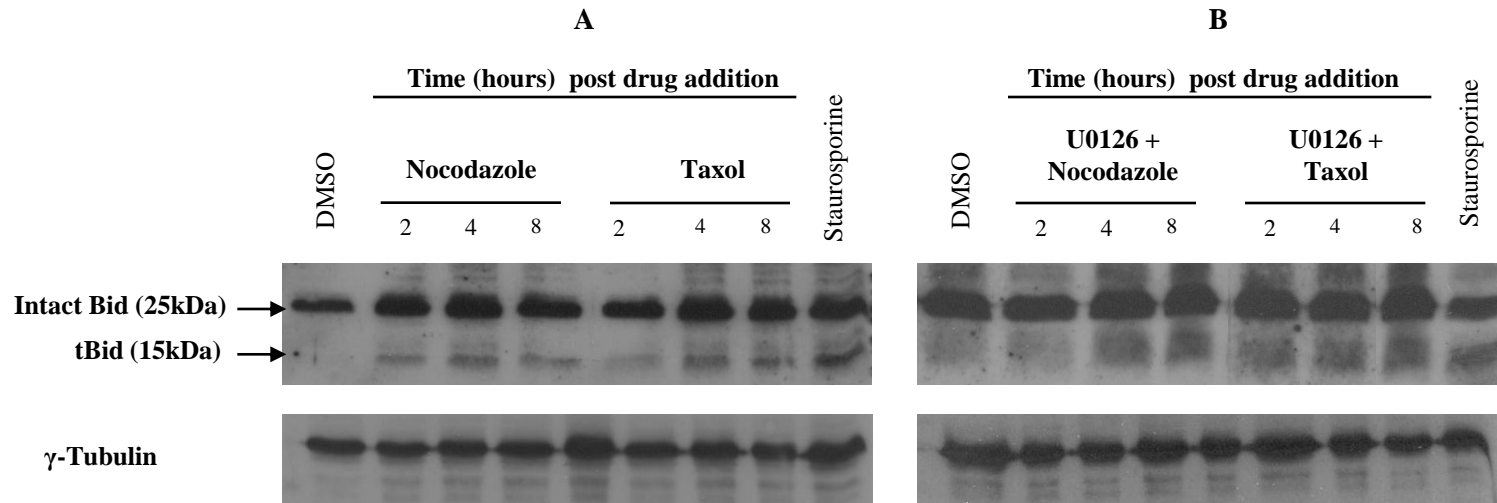 A
B
Time (hours) post drug addition
Time (hours) post drug addition
DMSO
Nocodazole
Taxol
Staurosporine
DMSO
U0126 +
Nocodazole
U0126 +
Taxol
Staurosporine
2 4 8 2 4 8
2 4 8 2 4 8
Intact Bid (25kDa)
tBid (15kDa)
γ-Tubulin